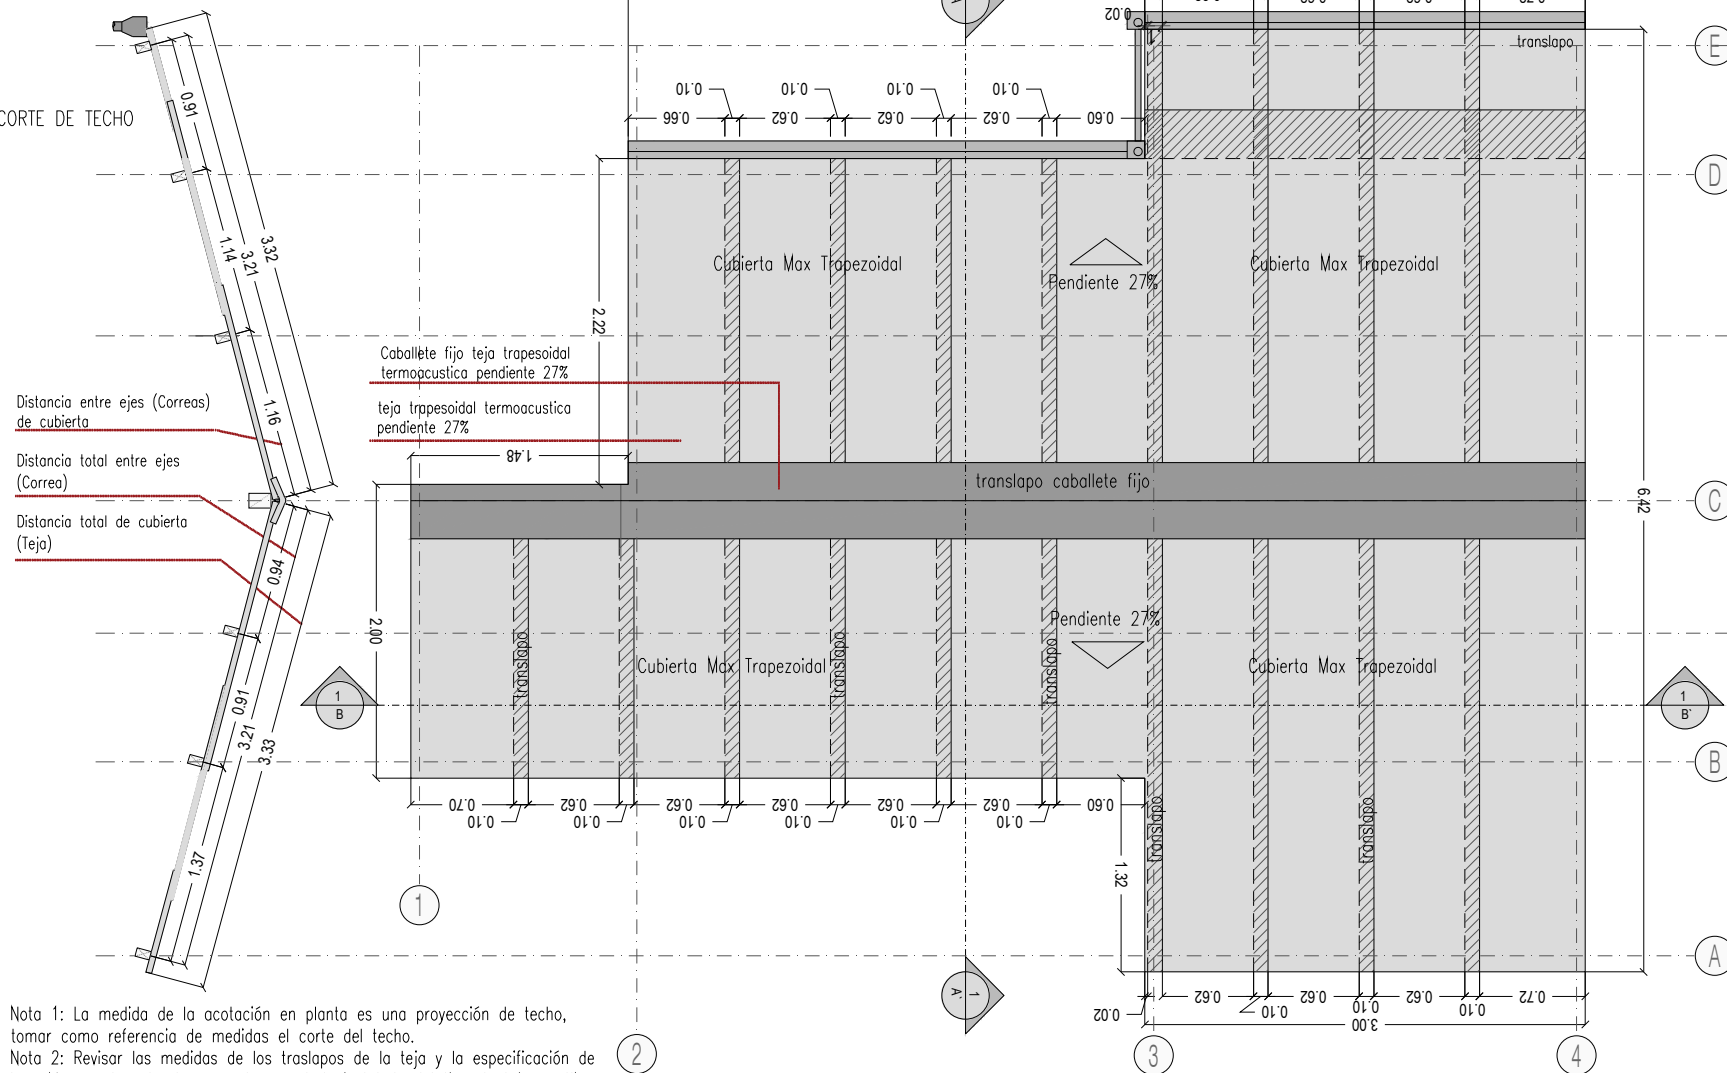 CORTE DE TECHO
0.91
1.14
3.21
3.32
1.16
0.94
0.91
3.21
3.33
1.37
Distancia entre ejes (Correas)
de cubierta
Distancia total entre ejes
(Correa)
Distancia total de cubierta
(Teja)
Caballete fijo teja trapesoidal
termoacustica pendiente 27%
teja trapesoidal termoacustica
pendiente 27%
0.10
0.10
0.10
0.10
0.66
0.62
0.62
0.62
0.60
0.02
translapo
E
D
C
B
A
2.22
1.48
2.00
6.42
1.32
Cubierta Max Trapezoidal
Pendiente 27%
Cubierta Max Trapezoidal
translapo caballete fijo
Pendiente 27%
Cubierta Max Trapezoidal
Cubierta Max Trapezoidal
translapo
translapo
translapo
translapo
translapo
1
B
1
B'
0.70
0.62
0.62
0.62
0.62
0.62
0.60
0.10
0.10
0.10
0.10
0.10
0.10
0.02
0.62
0.10
0.62
0.10
0.62
0.10
0.72
3.00
1
A'
1
2
3
4
Nota 1: La medida de la acotación en planta es una proyección de techo,
tomar como referencia de medidas el corte del techo.
Nota 2: Revisar las medidas de los traslapos de la teja y la especificación de